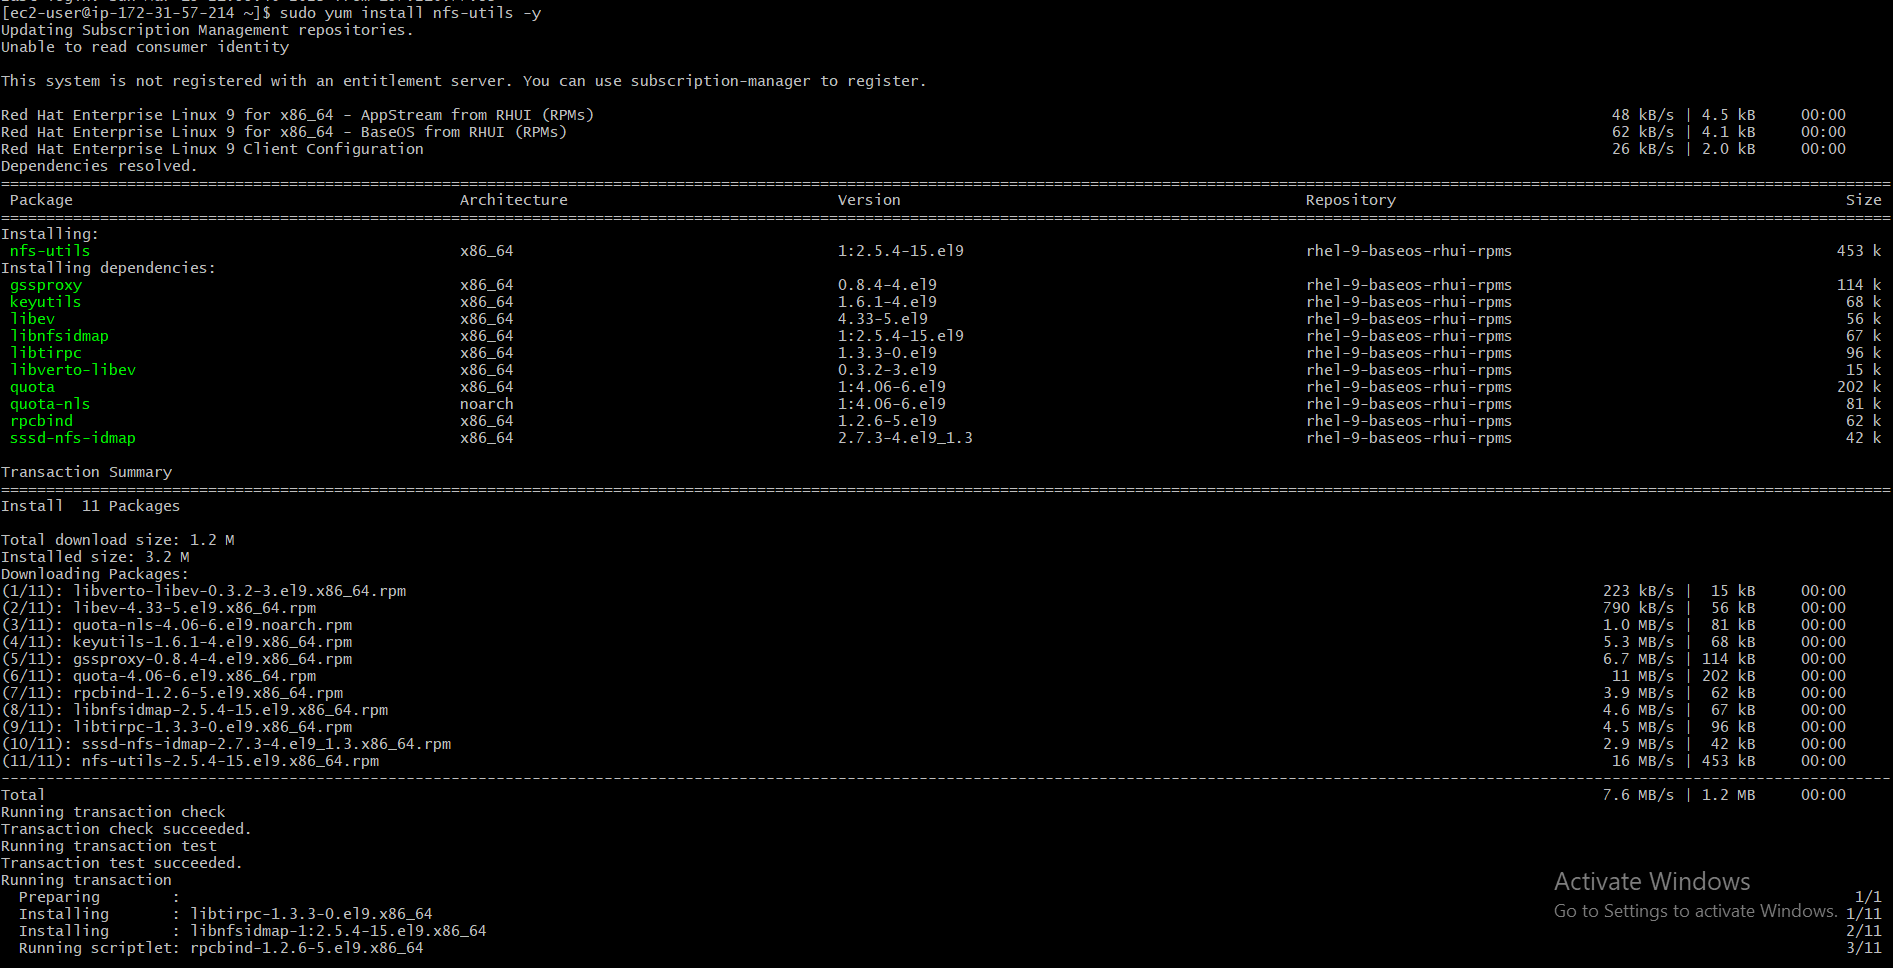 [ec2-user@ip-172-31-57-214 ~]$ sudo yum install nfs-utils -y
Updating Subscription Management repositories.
Unable to read consumer identity
This system is not registered with an entitlement server. You can use subscription-manager to register.
Red Hat Enterprise Linux 9 for x86_64 - AppStream from RHUI (RPMs) 48 kB/s | 4.5 kB 00:00
Red Hat Enterprise Linux 9 for x86_64 - BaseOS from RHUI (RPMs) 62 kB/s | 4.1 kB 00:00
Red Hat Enterprise Linux 9 Client Configuration 26 kB/s | 2.0 kB 00:00
Dependencies resolved.
Package Architecture Version Repository Size
Installing:
nfs-utils x86_64 1:2.5.4-15.el9 rhel-9-baseos-rhui-rpms 453 k
Installing dependencies:
gssproxy x86_64 0.8.4-4.el9 rhel-9-baseos-rhui-rpms 114 k
keyutils x86_64 1.6.1-4.el9 rhel-9-baseos-rhui-rpms 68 k
libev x86_64 4.33-5.el9 rhel-9-baseos-rhui-rpms 56 k
libnfsidmap x86_64 1:2.5.4-15.el9 rhel-9-baseos-rhui-rpms 67 k
libtirpc x86_64 1.3.3-0.el9 rhel-9-baseos-rhui-rpms 96 k
libverto-libev x86_64 0.3.2-3.el9 rhel-9-baseos-rhui-rpms 15 k
quota x86_64 1:4.06-6.el9 rhel-9-baseos-rhui-rpms 202 k
quota-nls noarch 1:4.06-6.el9 rhel-9-baseos-rhui-rpms 81 k
rpcbind x86_64 1.2.6-5.el9 rhel-9-baseos-rhui-rpms 62 k
sssd-nfs-idmap x86_64 2.7.3-4.el9_1.3 rhel-9-baseos-rhui-rpms 42 k
Transaction Summary
Install 11 Packages
Total download size: 1.2 M
Installed size: 3.2 M
Downloading Packages:
(1/11): libverto-libev-0.3.2-3.el9.x86_64.rpm 223 kB/s | 15 kB 00:00
(2/11): libev-4.33-5.el9.x86_64.rpm 790 kB/s | 56 kB 00:00
(3/11): quota-nls-4.06-6.el9.noarch.rpm 1.0 MB/s | 81 kB 00:00
(4/11): keyutils-1.6.1-4.el9.x86_64.rpm 5.3 MB/s | 68 kB 00:00
(5/11): gssproxy-0.8.4-4.el9.x86_64.rpm 6.7 MB/s | 114 kB 00:00
(6/11): quota-4.06-6.el9.x86_64.rpm 11 MB/s | 202 kB 00:00
(7/11): rpcbind-1.2.6-5.el9.x86_64.rpm 3.9 MB/s | 62 kB 00:00
(8/11): libnfsidmap-2.5.4-15.el9.x86_64.rpm 4.6 MB/s | 67 kB 00:00
(9/11): libtirpc-1.3.3-0.el9.x86_64.rpm 4.5 MB/s | 96 kB 00:00
(10/11): sssd-nfs-idmap-2.7.3-4.el9_1.3.x86_64.rpm 2.9 MB/s | 42 kB 00:00
(11/11): nfs-utils-2.5.4-15.el9.x86_64.rpm 16 MB/s | 453 kB 00:00
Total 7.6 MB/s | 1.2 MB 00:00
Running transaction check
Transaction check succeeded.
Running transaction test
Transaction test succeeded.
Running transaction
Preparing : 1/1
Installing : libtirpc-1.3.3-0.el9.x86_64 1/11
Installing : libnfsidmap-1:2.5.4-15.el9.x86_64 2/11
Running scriptlet: rpcbind-1.2.6-5.el9.x86_64 3/11
Activate Windows
Go to Settings to activate Windows.